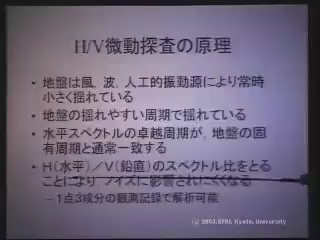 H/V微動探査の原理
• 地盤は風，波，人工的振動源により常時
小さく揺れている
• 地盤の揺れやすい周期で揺れている
• 水平スペクトルの卓越周期が，地盤の固
有周期と通常一致する
• H（水平）／V（鉛直）のスペクトル比をとる
ことにより，ノイズに影響されにくくなる
–1点3成分の観測記録で解析可能
© 2003,DPRI, Kyoto. University